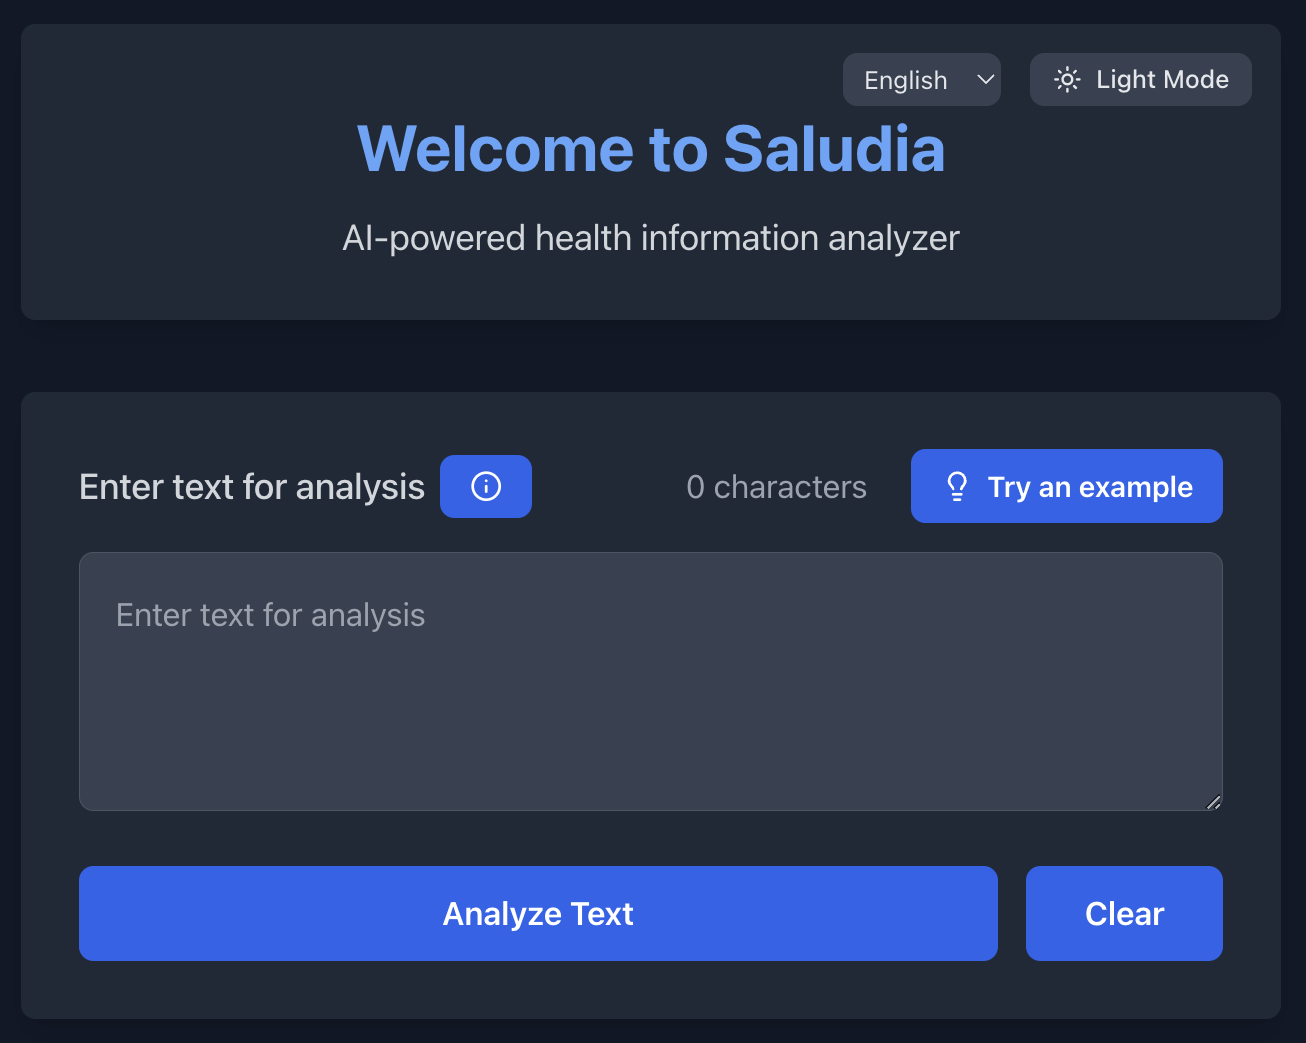 English
Light Mode
Welcome to Saludia
AI-powered health information analyzer
Enter text for analysis
0 characters
Try an example
Enter text for analysis
Analyze Text
Clear